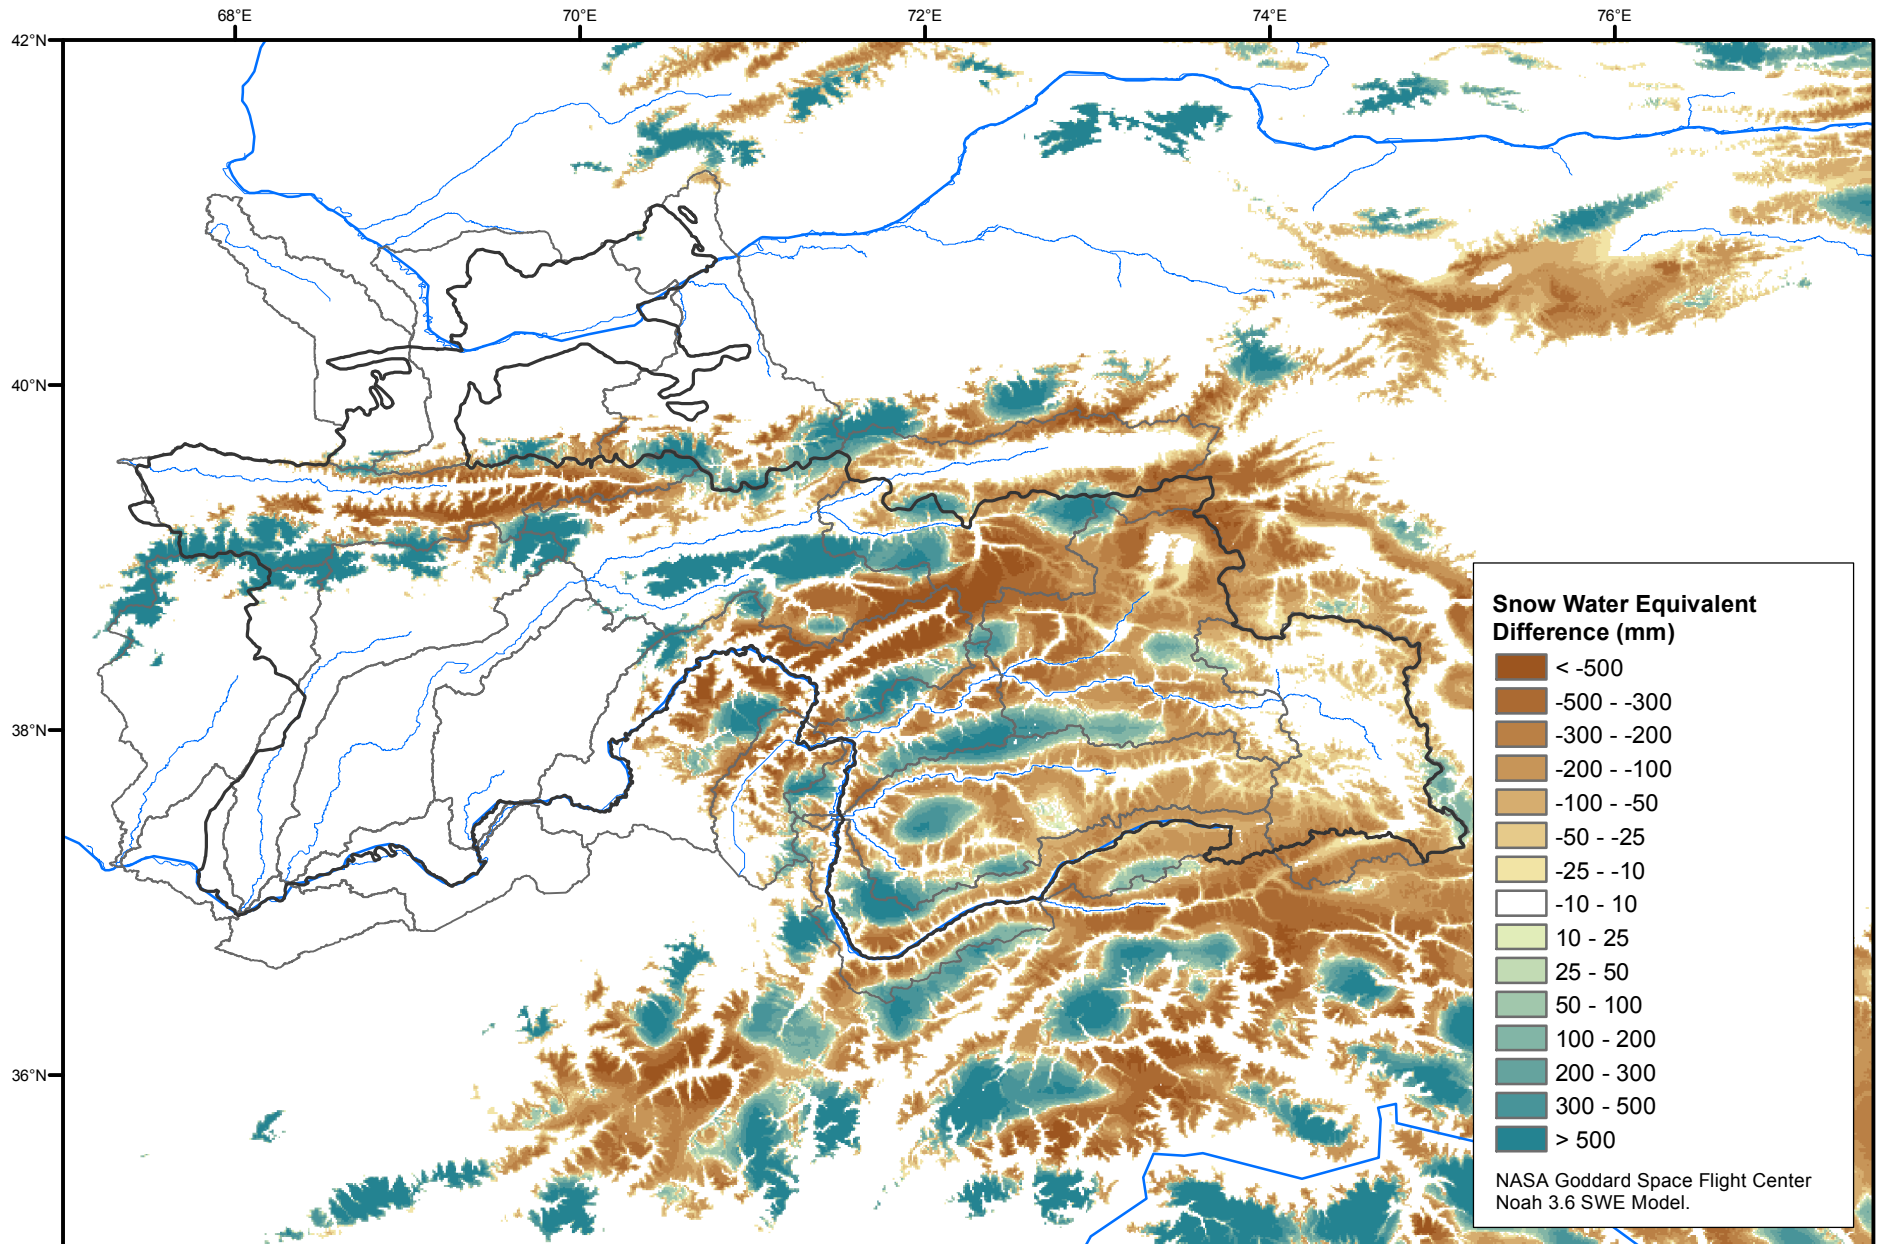 68°E
70°E
72°E
74°E
76°E
42°N
40°N
38°N
36°N
Snow Water Equivalent
Difference (mm)
< -500
-500 - -300
-300 - -200
-200 - -100
-100 - -50
-50 - -25
-25 - -10
-10 - 10
10 - 25
25 - 50
50 - 100
100 - 200
200 - 300
300 - 500
> 500
NASA Goddard Space Flight Center
Noah 3.6 SWE Model.